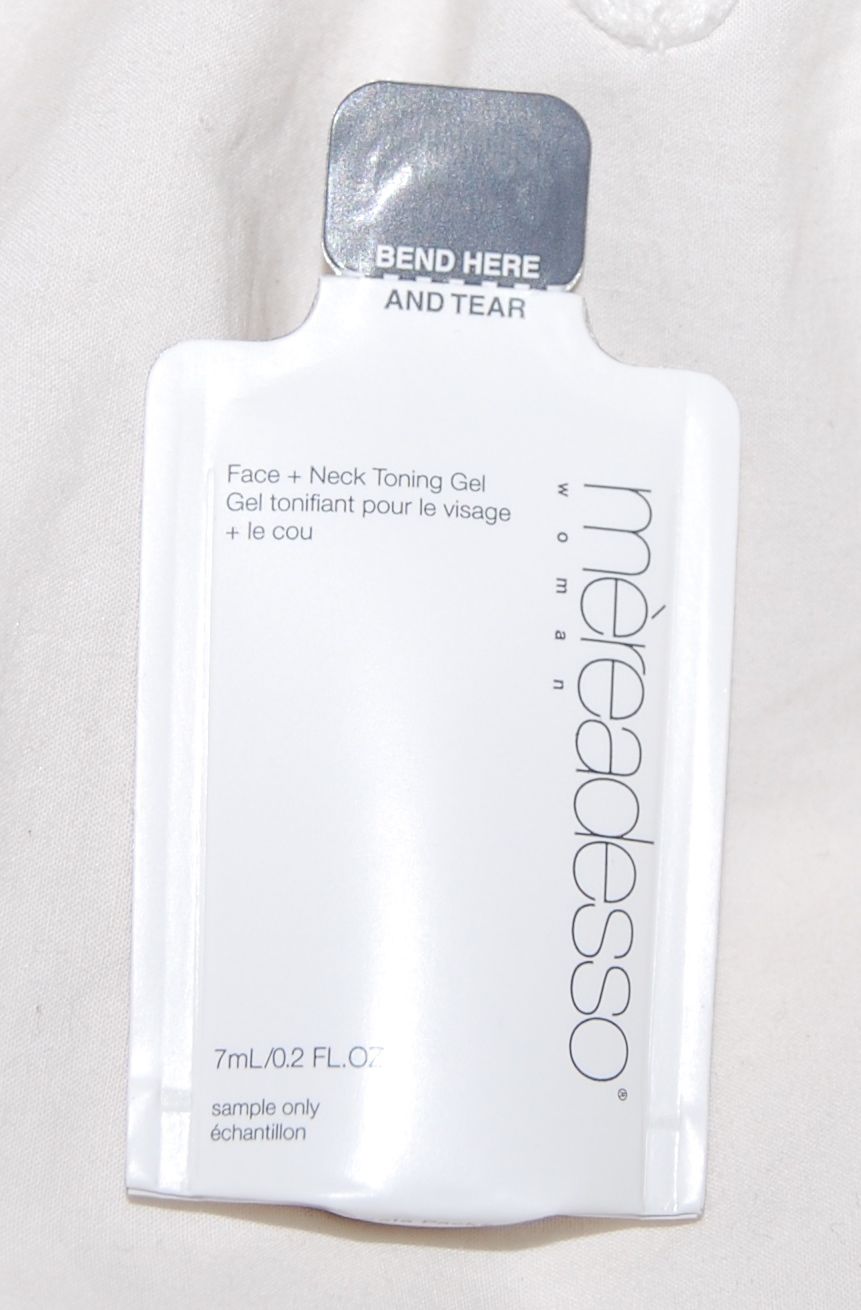 BEND HERE
AND TEAR
Face + Neck Toning Gel
Gel tonifiant pour le visage
+ le cou
mèreadesso®
woman
7mL/0.2 FL.OZ
sample only
échantillon